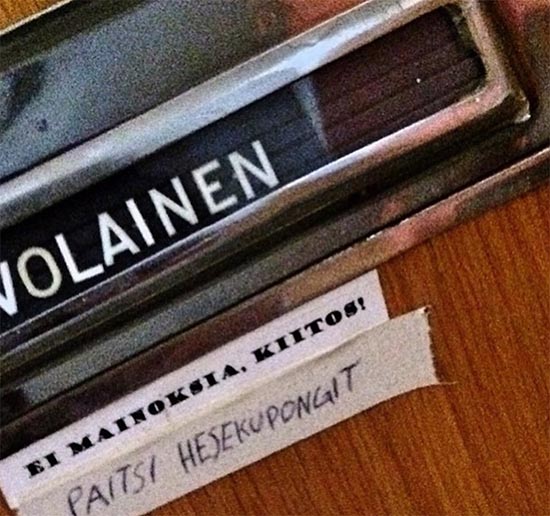 VOLAINEN
EI MAINOKSIA, KIITOS!
PAITSI HESEKUPONGIT